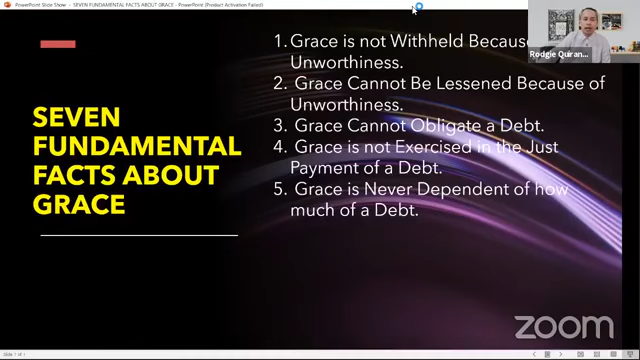 PowerPoint Slide Show - SEVEN FUNDAMENTAL FACTS ABOUT GRACE - PowerPoint (Product Activation Failed)
1. Grace is not Withheld Because
Unworthiness.
2. Grace Cannot Be Lessened Because of
Unworthiness.
3. Grace Cannot Obligate a Debt.
4. Grace is not Exercised in the Just
Payment of a Debt.
5. Grace is Never Dependent of how
much of a Debt.
SEVEN
FUNDAMENTAL
FACTS ABOUT
GRACE
Rodgie Quiran...
zoom
Slide 1 of 1